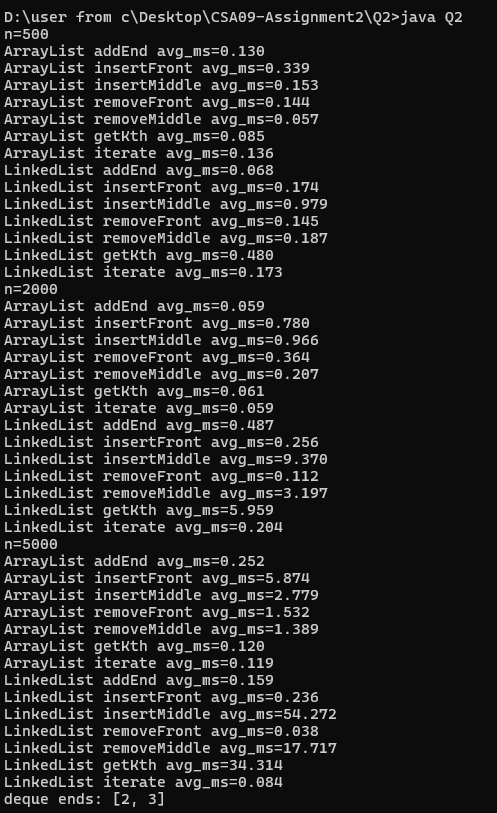 D:\user from c\Desktop\CSA09-Assignment2\Q2>java Q2
n=500
ArrayList addEnd avg_ms=0.130
ArrayList insertFront avg_ms=0.339
ArrayList insertMiddle avg_ms=0.153
ArrayList removeFront avg_ms=0.144
ArrayList removeMiddle avg_ms=0.057
ArrayList getKth avg_ms=0.085
ArrayList iterate avg_ms=0.136
LinkedList addEnd avg_ms=0.068
LinkedList insertFront avg_ms=0.174
LinkedList insertMiddle avg_ms=0.979
LinkedList removeFront avg_ms=0.145
LinkedList removeMiddle avg_ms=0.187
LinkedList getKth avg_ms=0.480
LinkedList iterate avg_ms=0.173
n=2000
ArrayList addEnd avg_ms=0.059
ArrayList insertFront avg_ms=0.780
ArrayList insertMiddle avg_ms=0.966
ArrayList removeFront avg_ms=0.364
ArrayList removeMiddle avg_ms=0.207
ArrayList getKth avg_ms=0.061
ArrayList iterate avg_ms=0.059
LinkedList addEnd avg_ms=0.487
LinkedList insertFront avg_ms=0.256
LinkedList insertMiddle avg_ms=9.370
LinkedList removeFront avg_ms=0.112
LinkedList removeMiddle avg_ms=3.197
LinkedList getKth avg_ms=5.959
LinkedList iterate avg_ms=0.204
n=5000
ArrayList addEnd avg_ms=0.252
ArrayList insertFront avg_ms=5.874
ArrayList insertMiddle avg_ms=2.779
ArrayList removeFront avg_ms=1.532
ArrayList removeMiddle avg_ms=1.389
ArrayList getKth avg_ms=0.120
ArrayList iterate avg_ms=0.119
LinkedList addEnd avg_ms=0.159
LinkedList insertFront avg_ms=0.236
LinkedList insertMiddle avg_ms=54.272
LinkedList removeFront avg_ms=0.038
LinkedList removeMiddle avg_ms=17.717
LinkedList getKth avg_ms=34.314
LinkedList iterate avg_ms=0.084
deque ends: [2, 3]